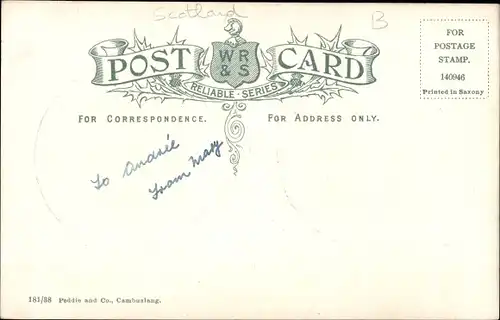 Scotland
B
POST CARD
WR
& S
RELIABLE SERIES
FOR
POSTAGE
STAMP.
140946
Printed in Saxony
FOR CORRESPONDENCE.
FOR ADDRESS ONLY.
To Andrée
from Mary
181/38 Peddie and Co., Cambuslang.